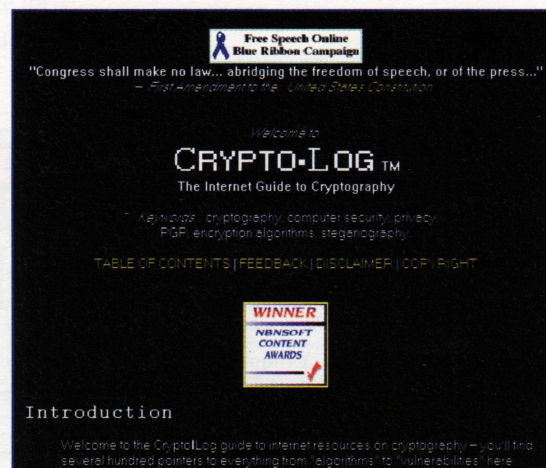 Free Speech Online
Blue Ribbon Campaign
"Congress shall make no law... abridging the freedom of speech, or of the press..."
– First Amendment to the United States Constitution
Welcome to
CRYPTO•LOG TM
The Internet Guide to Cryptography
Keywords: cryptography, computer security, privacy,
PGP, encryption algorithms, steganography.
TABLE OF CONTENTS | FEEDBACK | DISCLAIMER | COPYRIGHT
WINNER
NBNSOFT
CONTENT
AWARDS
Introduction
Welcome to the Crypto|Log guide to internet resources on cryptography – you'll find
several hundred pointers to everything from "algorithms" to "vulnerabilities" here.